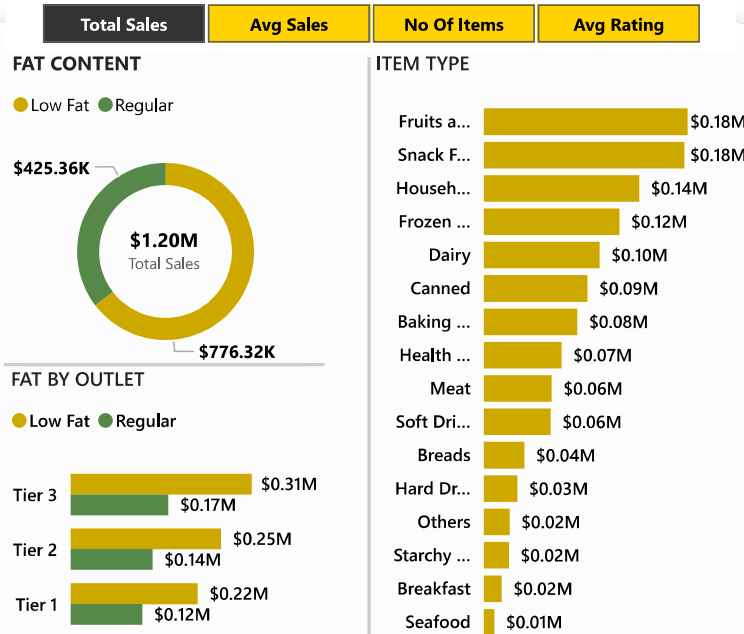 Total Sales Avg Sales No Of Items Avg Rating
FAT CONTENT
Low Fat Regular
$425.36K
$1.20M
Total Sales
$776.32K
FAT BY OUTLET
Low Fat Regular
Tier 3 $0.31M
$0.17M
Tier 2 $0.25M
$0.14M
Tier 1 $0.22M
$0.12M
ITEM TYPE
Fruits a... $0.18M
Snack F... $0.18M
Househ... $0.14M
Frozen ... $0.12M
Dairy $0.10M
Canned $0.09M
Baking ... $0.08M
Health ... $0.07M
Meat $0.06M
Soft Dri... $0.06M
Breads $0.04M
Hard Dr... $0.03M
Others $0.02M
Starchy ... $0.02M
Breakfast $0.02M
Seafood $0.01M